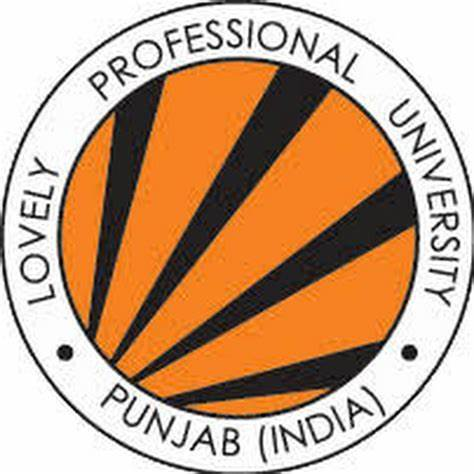 LOVELY PROFESSIONAL UNIVERSITY
PUNJAB (INDIA)